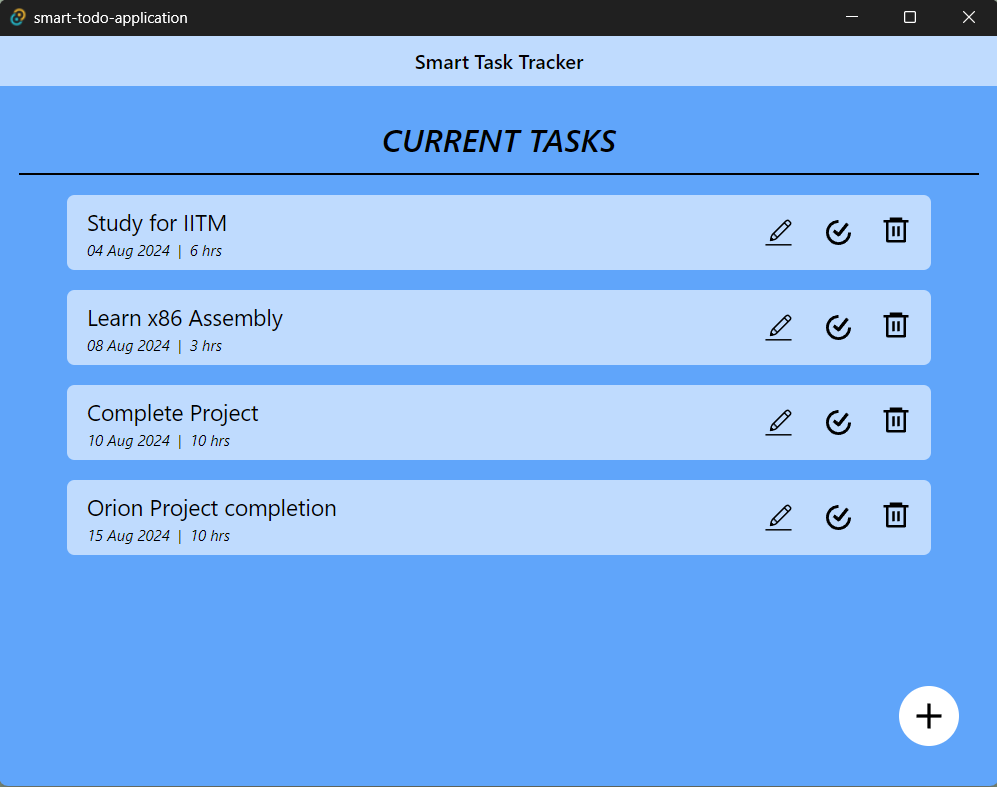 smart-todo-application
Smart Task Tracker
CURRENT TASKS
Study for IITM
04 Aug 2024 | 6 hrs
Learn x86 Assembly
08 Aug 2024 | 3 hrs
Complete Project
10 Aug 2024 | 10 hrs
Orion Project completion
15 Aug 2024 | 10 hrs